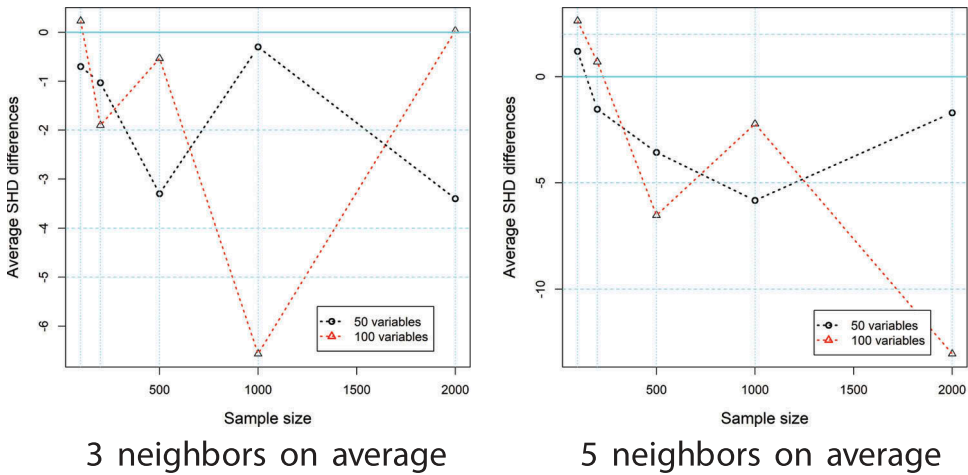 Average SHD differences
0
-1
-2
-3
-4
-5
-6
500
1000
1500
2000
Sample size
50 variables
100 variables
3 neighbors on average
Average SHD differences
0
-5
-10
500
1000
1500
2000
Sample size
50 variables
100 variables
5 neighbors on average